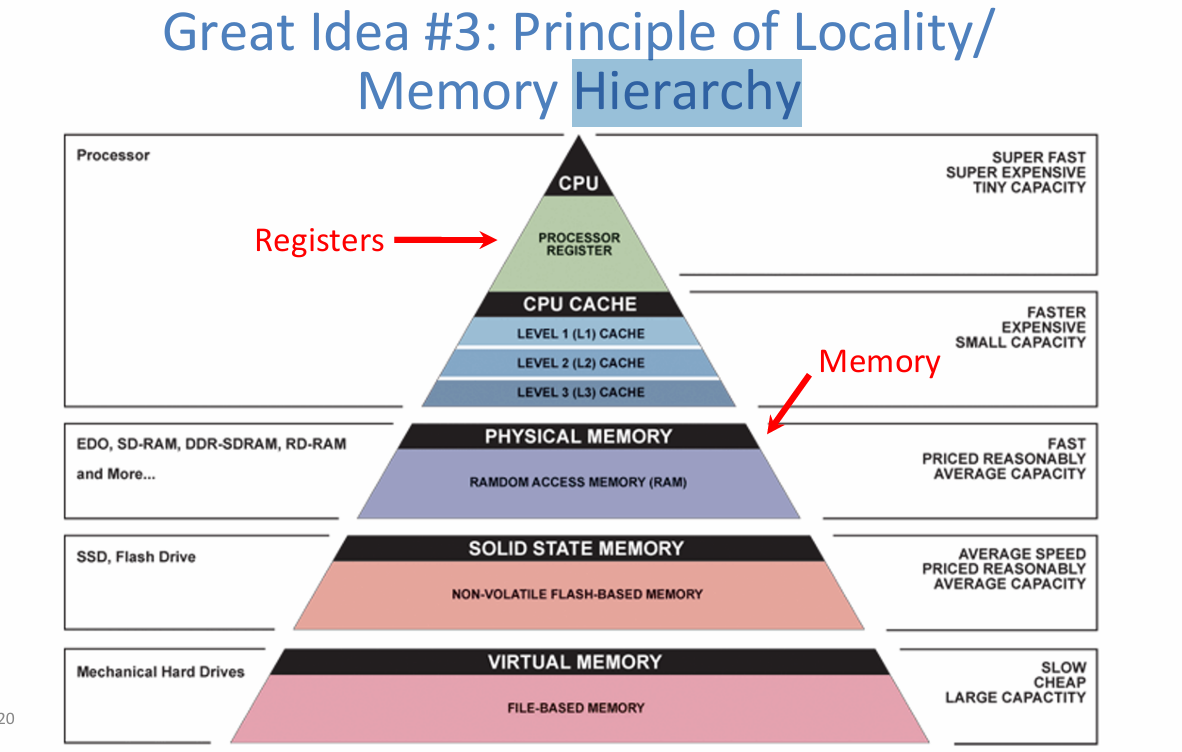 Great Idea #3: Principle of Locality/
Memory Hierarchy
Processor
SUPER FAST
SUPER EXPENSIVE
TINY CAPACITY
CPU
Registers
PROCESSOR
REGISTER
CPU CACHE
LEVEL 1 (L1) CACHE
LEVEL 2 (L2) CACHE
LEVEL 3 (L3) CACHE
FASTER
EXPENSIVE
SMALL CAPACITY
Memory
EDO, SD-RAM, DDR-SDRAM, RD-RAM
and More...
PHYSICAL MEMORY
RAMDOM ACCESS MEMORY (RAM)
FAST
PRICED REASONABLY
AVERAGE CAPACITY
SSD, Flash Drive
SOLID STATE MEMORY
NON-VOLATILE FLASH-BASED MEMORY
AVERAGE SPEED
PRICED REASONABLY
AVERAGE CAPACITY
Mechanical Hard Drives
VIRTUAL MEMORY
FILE-BASED MEMORY
SLOW
CHEAP
LARGE CAPACTITY
20